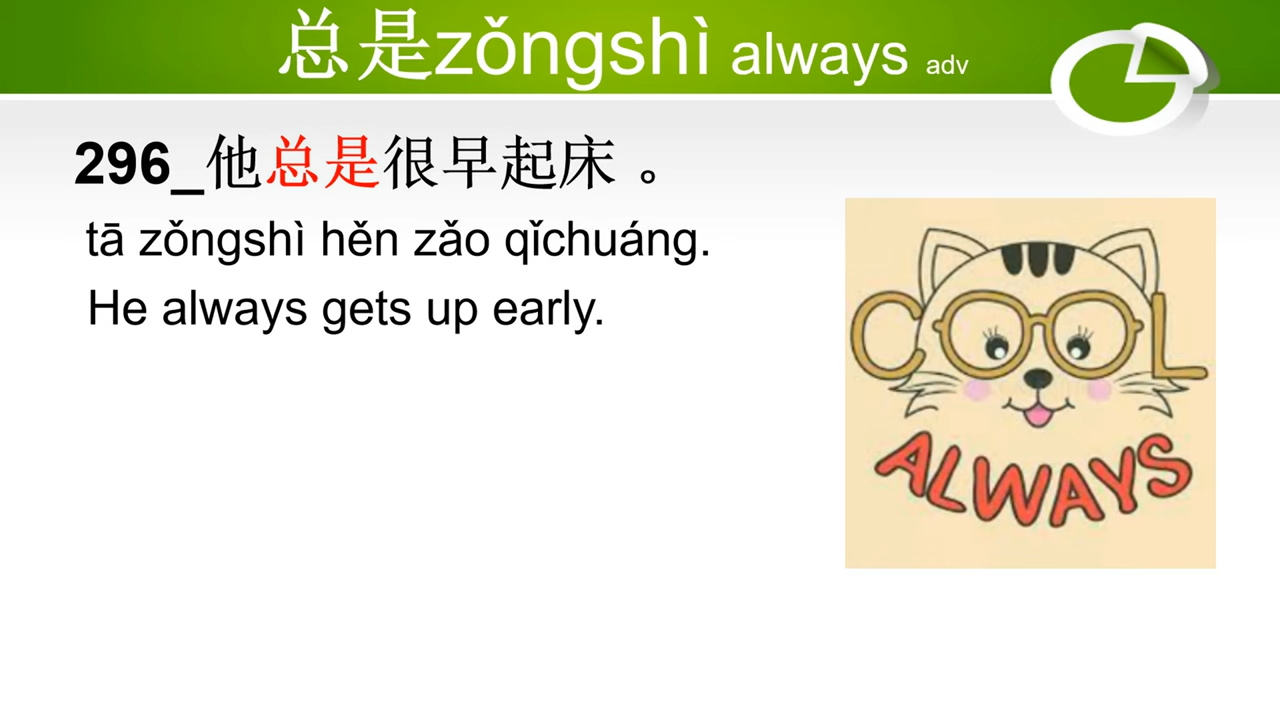 总是zǒngshì always adv
296_他总是很早起床 。
tā zǒngshì hěn zǎo qǐchuáng.
He always gets up early.
COOL
ALWAYS